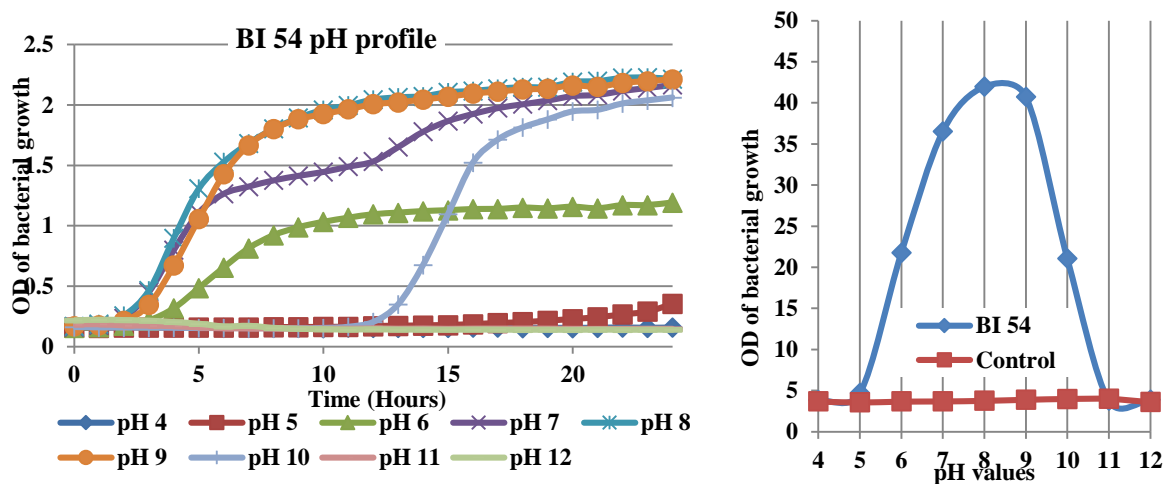 BI 54 pH profile
OD of bacterial growth
2.5
2
1.5
1
0.5
0
0 5 10 15 20
Time (Hours)
pH 4 pH 5 pH 6 pH 7 pH 8
pH 9 pH 10 pH 11 pH 12
OD of bacterial growth
50
45
40
35
30
25
20
15
10
5
0
BI 54
Control
4 5 6 7 8 9 10 11 12
pH values